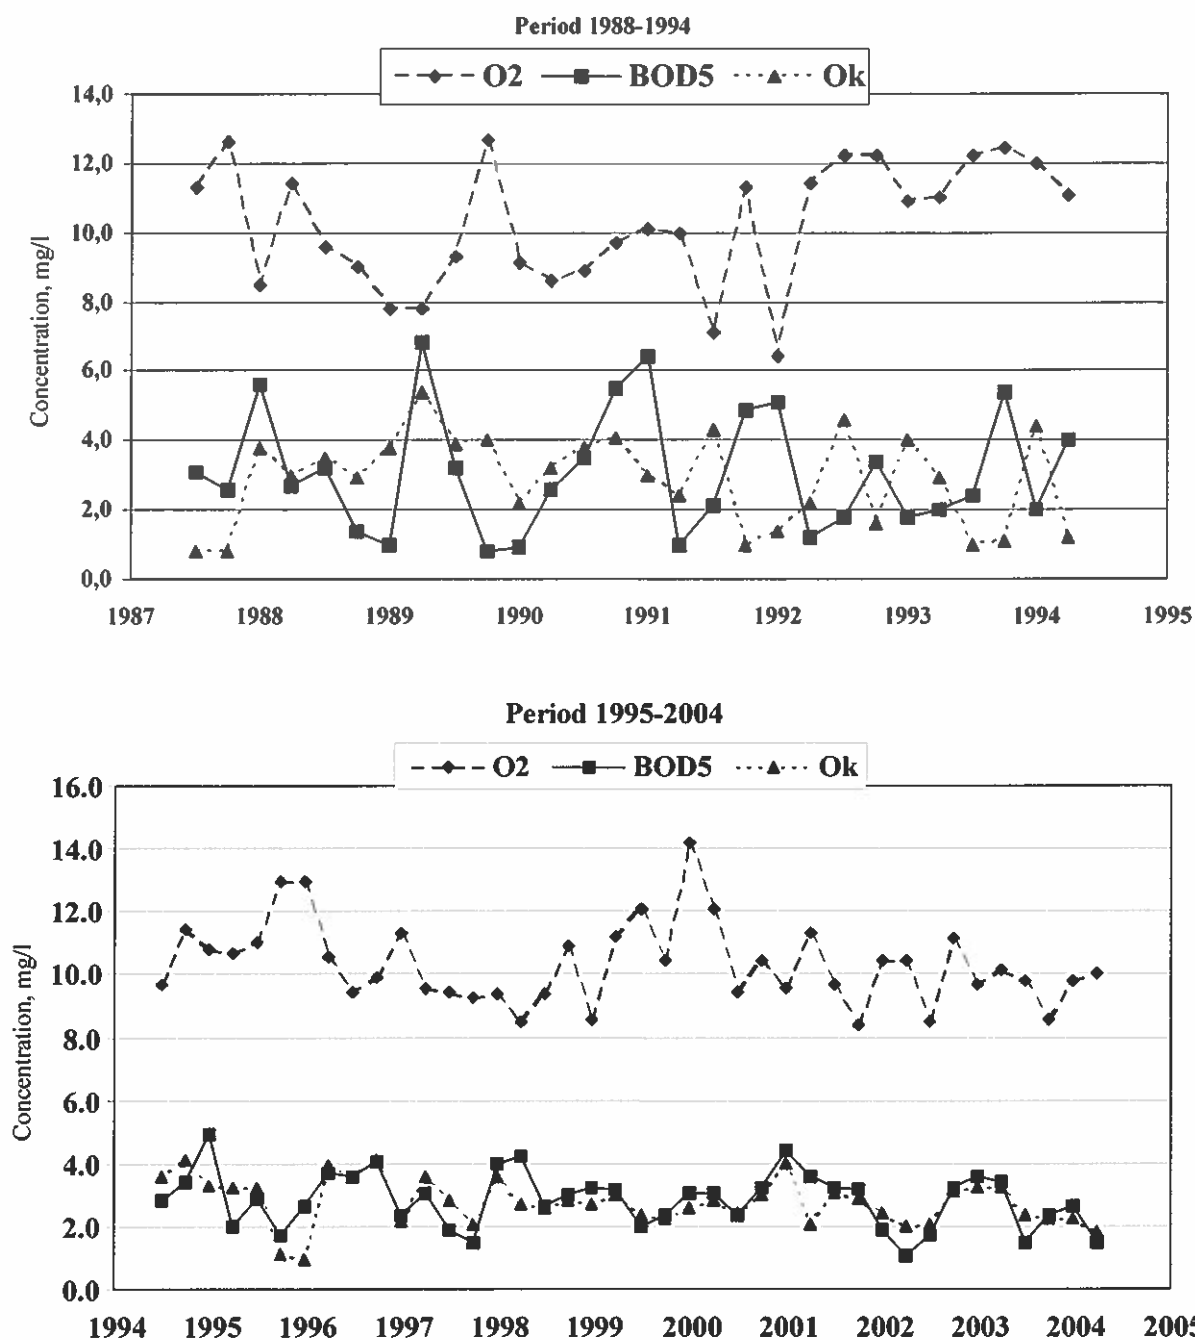 Period 1988-1994
O2 BOD5 Ok
14,0
12,0
10,0
8,0
6,0
4,0
2,0
0,0
Concentration, mg/l
1987 1988 1989 1990 1991 1992 1993 1994 1995
Period 1995-2004
O2 BOD5 Ok
16.0
14.0
12.0
10.0
8.0
6.0
4.0
2.0
0.0
Concentration, mg/l
1994 1995 1996 1997 1998 1999 2000 2001 2002 2003 2004 2005